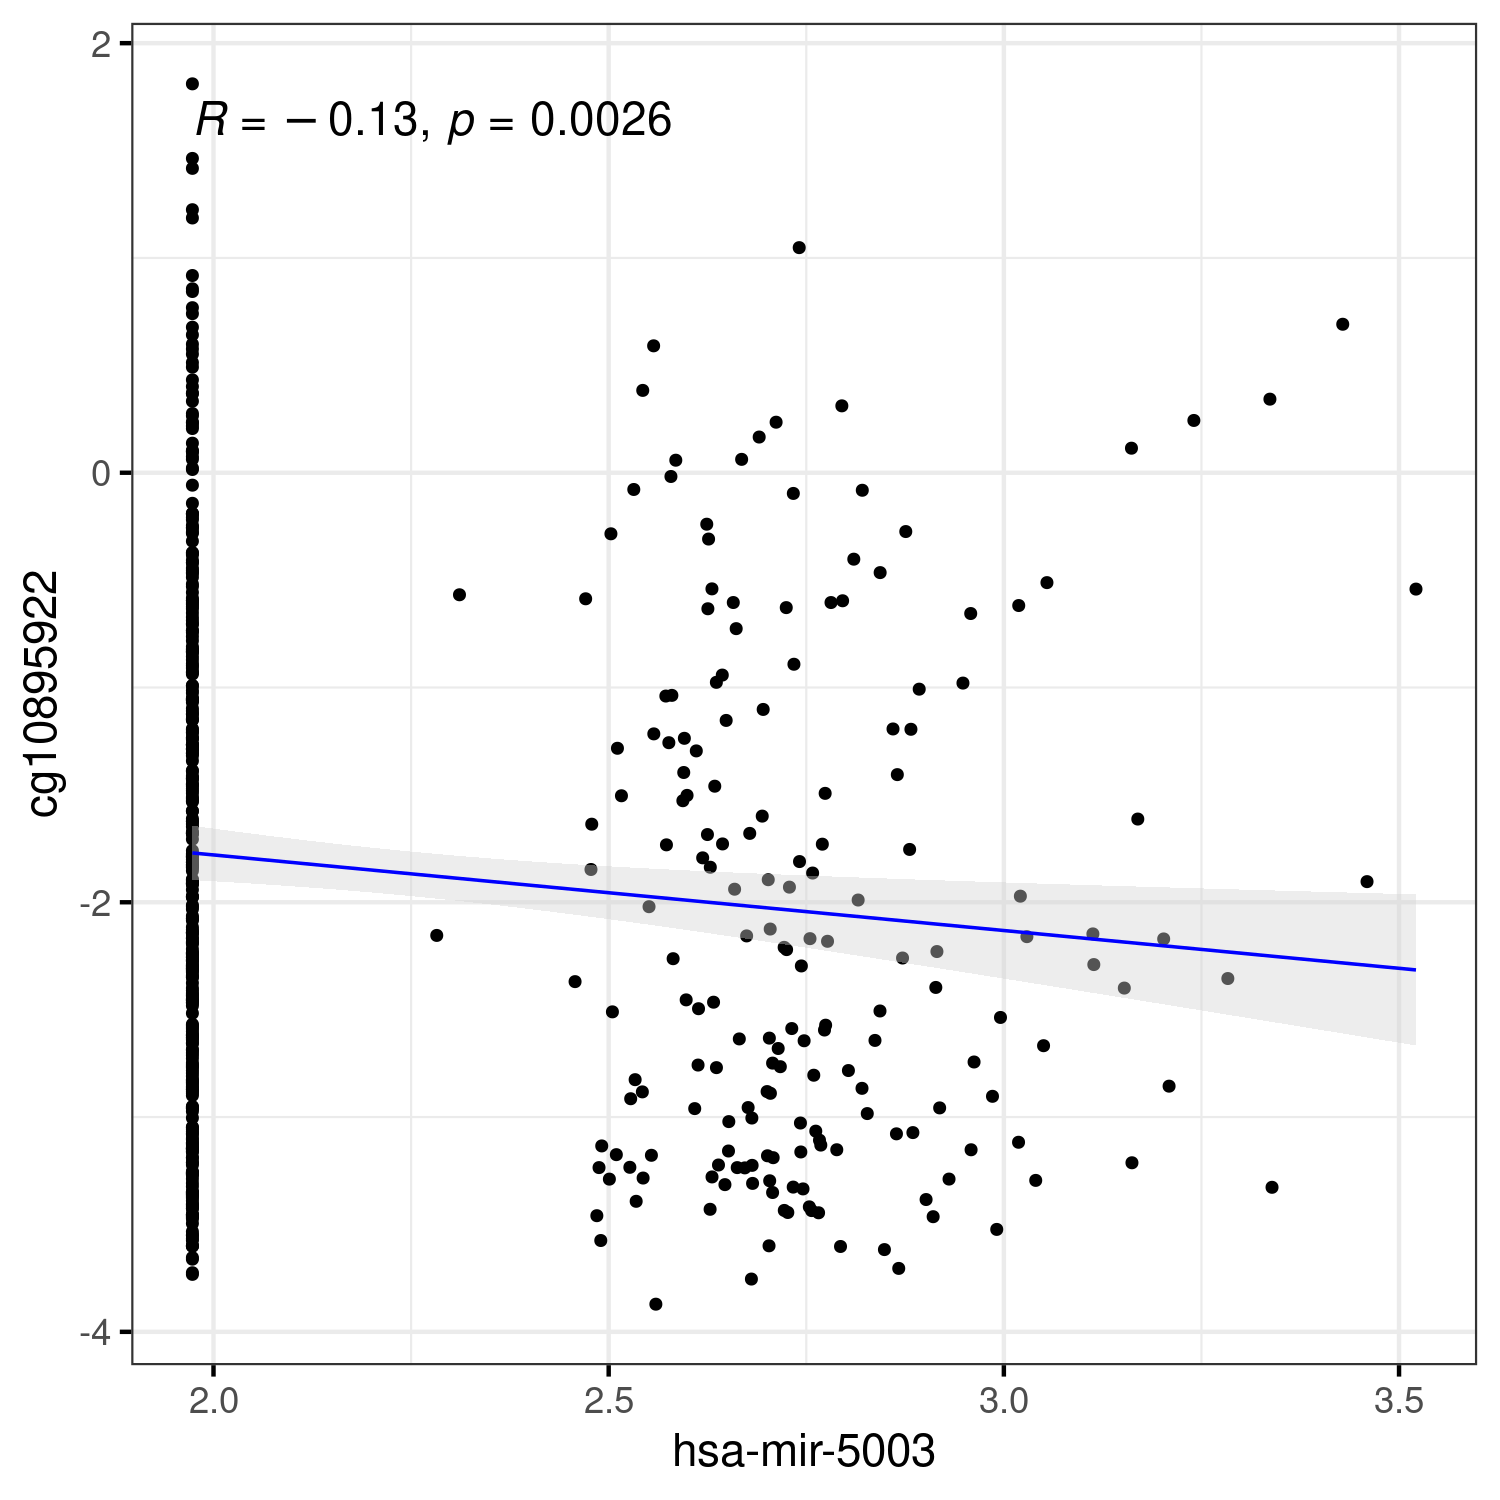 R = − 0.13, p = 0.0026
2
0
-2
-4
cg10895922
2.0 2.5 3.0 3.5
hsa-mir-5003